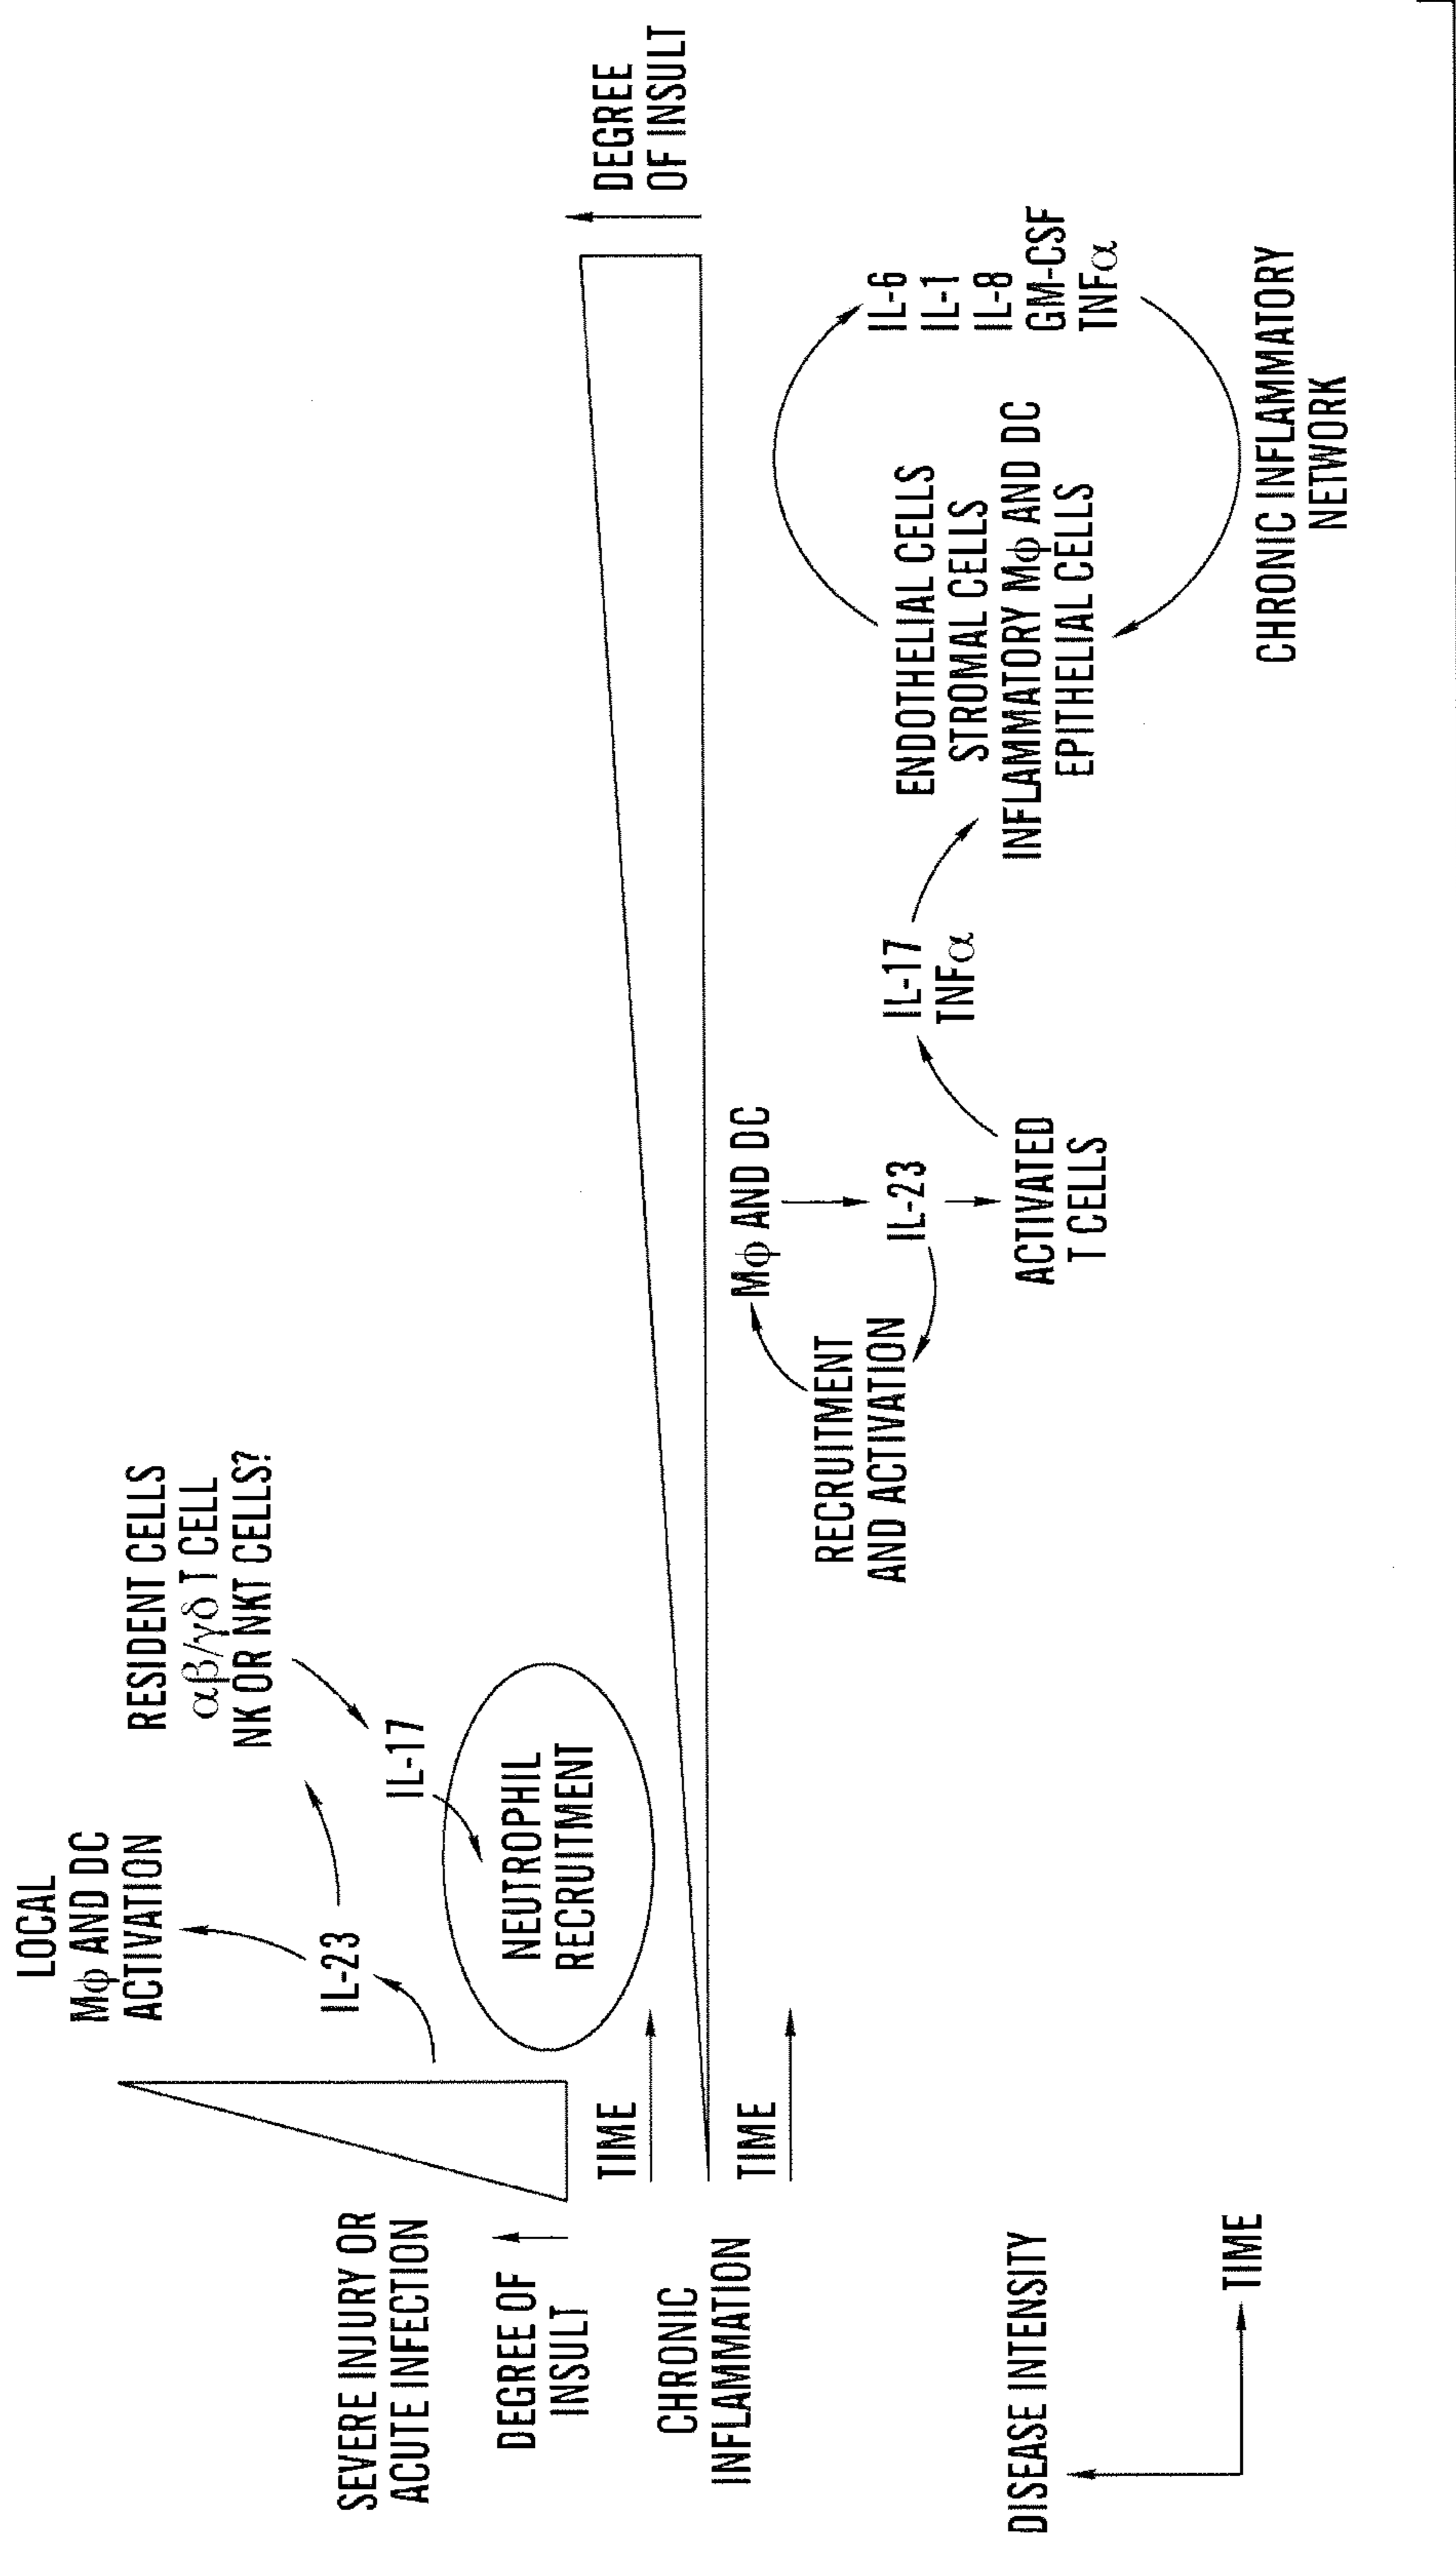 LOCAL
Mϕ AND DC
ACTIVATION
RESIDENT CELLS
αβ/γδ T CELL
NK OR NKT CELLS?
IL-23
IL-17
SEVERE INJURY OR
ACUTE INFECTION
NEUTROPHIL
RECRUITMENT
DEGREE OF
INSULT
TIME
DEGREE
OF INSULT
CHRONIC
INFLAMMATION
TIME
Mϕ AND DC
RECRUITMENT
AND ACTIVATION
IL-23
ACTIVATED
T CELLS
IL-17
TNFα
ENDOTHELIAL CELLS
STROMAL CELLS
INFLAMMATORY Mϕ AND DC
EPITHELIAL CELLS
IL-6
IL-1
IL-8
GM-CSF
TNFα
CHRONIC INFLAMMATORY
NETWORK
DISEASE INTENSITY
TIME